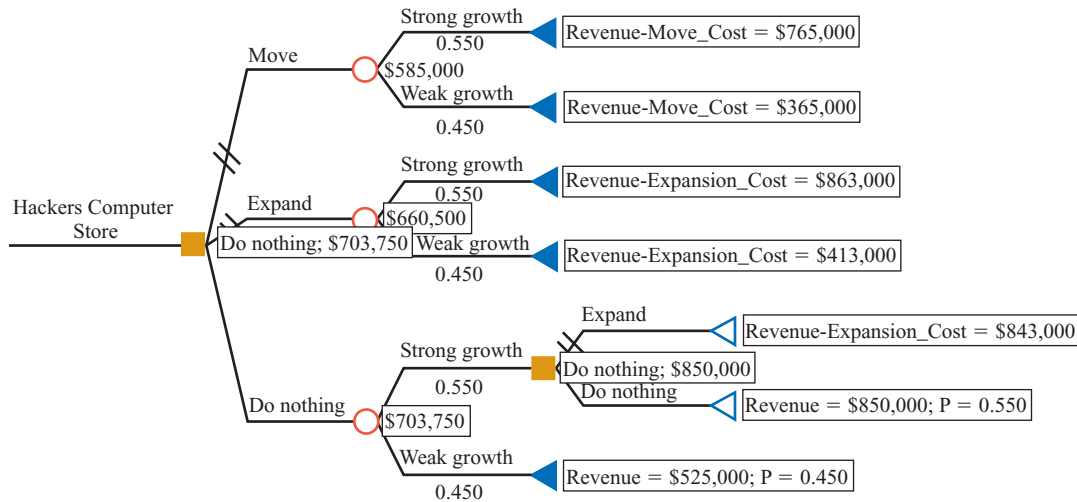 Strong growth
0.550
Revenue-Move_Cost = $765,000
Move
$585,000
Weak growth
0.450
Revenue-Move_Cost = $365,000
Strong growth
0.550
Revenue-Expansion_Cost = $863,000
Hackers Computer
Store
Expand
$660,500
Do nothing; $703,750
Weak growth
0.450
Revenue-Expansion_Cost = $413,000
Expand
Revenue-Expansion_Cost = $843,000
Strong growth
0.550
Do nothing; $850,000
Do nothing
Revenue = $850,000; P = 0.550
Do nothing
$703,750
Weak growth
0.450
Revenue = $525,000; P = 0.450